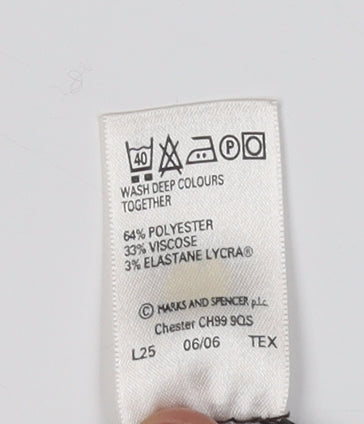 40 P
WASH DEEP COLOURS
TOGETHER
64% POLYESTER
33% VISCOSE
3% ELASTANE LYCRA®
© MARKS AND SPENCER p.l.c.
Chester CH99 9QS
L25 06/06 TEX